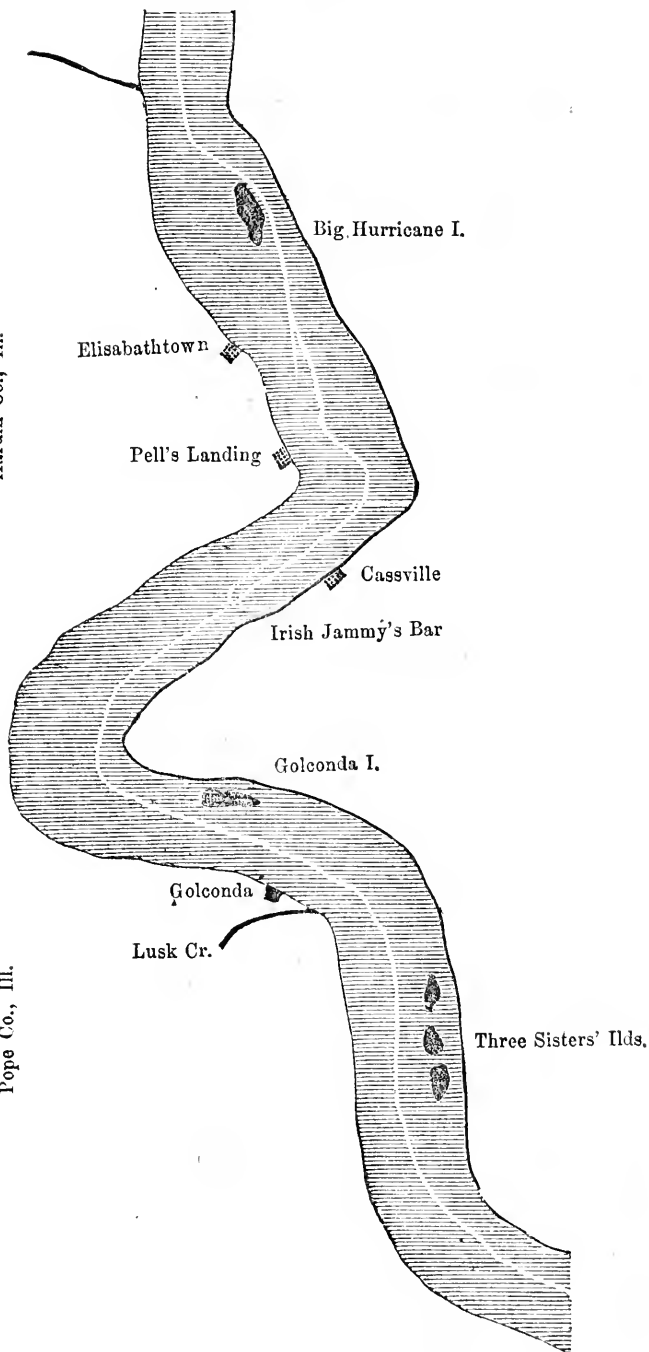 Big Hurricane I.
Elisabathtown
Pell's Landing
Cassville
Irish Jammy's Bar
Golconda I.
Golconda
Lusk Cr.
Three Sisters' Ilds.
Pope Co., Ill.